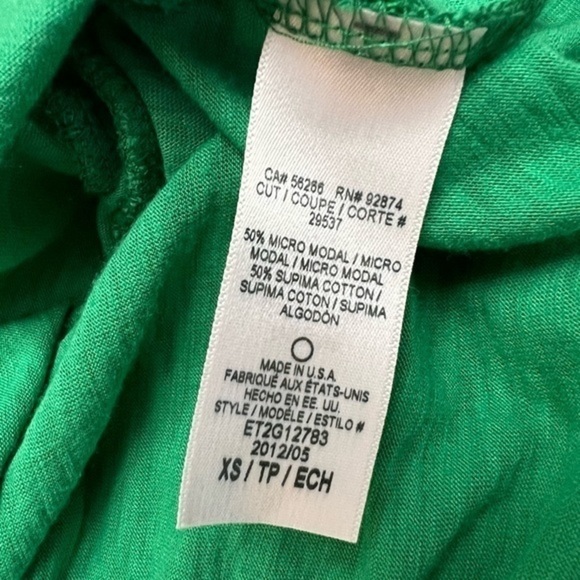 CA# 56266 RN# 92874
CUT / COUPE / CORTE #
29537
50% MICRO MODAL / MICRO
MODAL / MICRO MODAL
50% SUPIMA COTTON /
SUPIMA COTON / SUPIMA
ALGODÓN
MADE IN U.S.A.
FABRIQUÉ AUX ÉTATS-UNIS
HECHO EN EE. UU.
STYLE / MODÈLE / ESTILO #
ET2G12783
2012/05
XS / TP / ECH